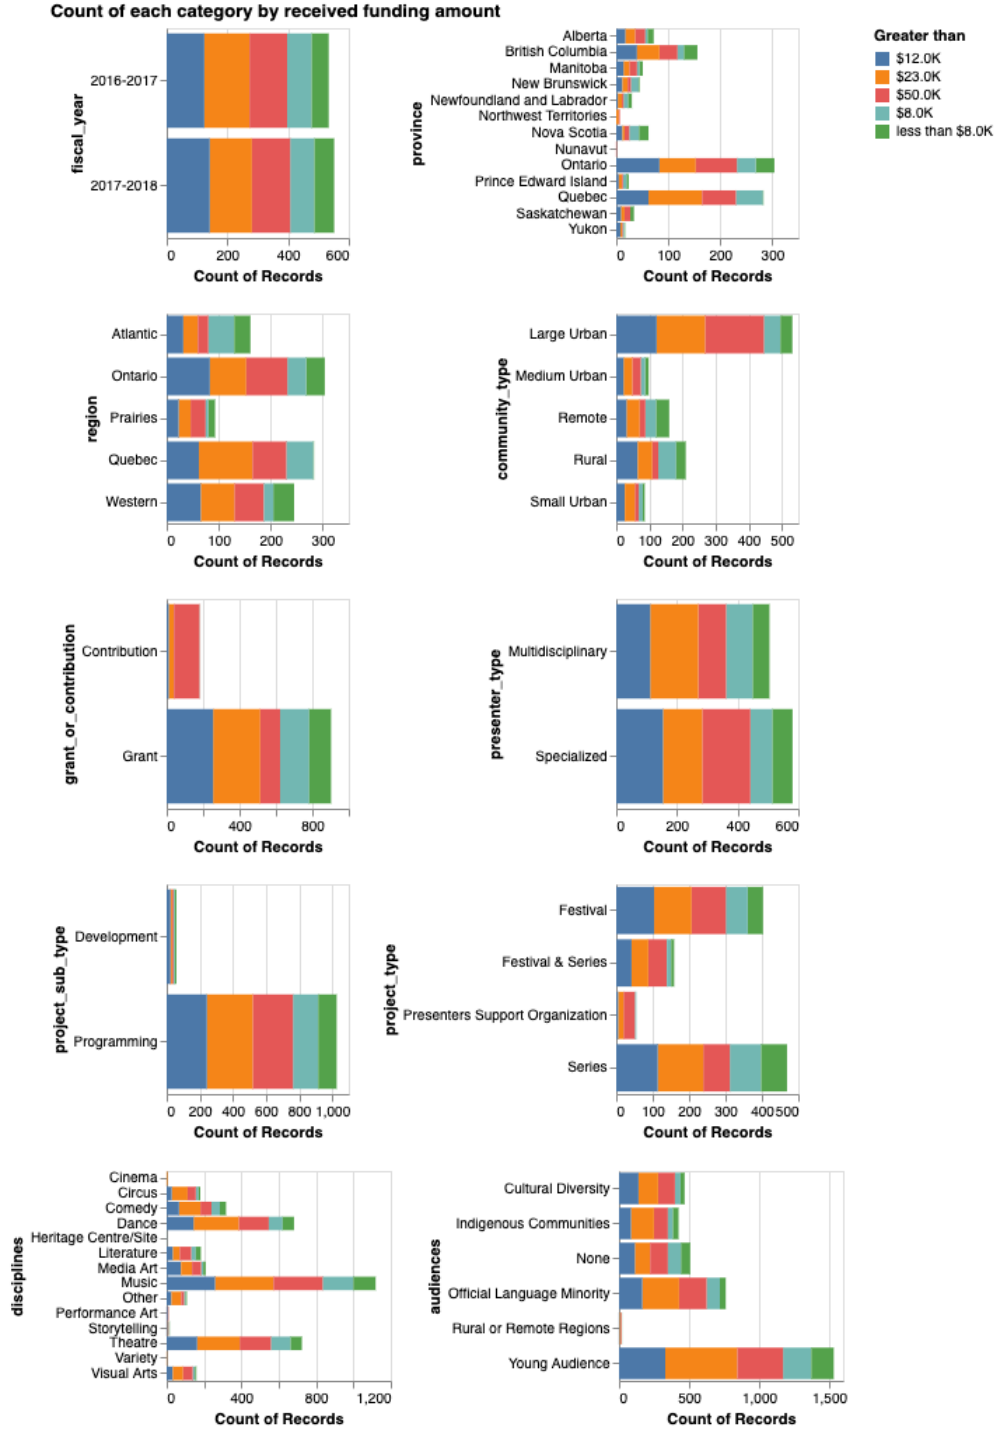 Count of each category by received funding amount
Greater than
$12.0K
$23.0K
$50.0K
$8.0K
less than $8.0K
fiscal_year
2016-2017
2017-2018
0 200 400 600
Count of Records
province
Alberta
British Columbia
Manitoba
New Brunswick
Newfoundland and Labrador
Northwest Territories
Nova Scotia
Nunavut
Ontario
Prince Edward Island
Quebec
Saskatchewan
Yukon
0 100 200 300
Count of Records
region
Atlantic
Ontario
Prairies
Quebec
Western
0 100 200 300
Count of Records
community_type
Large Urban
Medium Urban
Remote
Rural
Small Urban
0 100 200 300 400 500
Count of Records
grant_or_contribution
Contribution
Grant
0 400 800
Count of Records
presenter_type
Multidisciplinary
Specialized
0 200 400 600
Count of Records
project_sub_type
Development
Programming
0 200 400 600 800 1,000
Count of Records
project_type
Festival
Festival & Series
Presenters Support Organization
Series
0 100 200 300 400 500
Count of Records
disciplines
Cinema
Circus
Comedy
Dance
Heritage Centre/Site
Literature
Media Art
Music
Other
Performance Art
Storytelling
Theatre
Variety
Visual Arts
0 400 800 1,200
Count of Records
audiences
Cultural Diversity
Indigenous Communities
None
Official Language Minority
Rural or Remote Regions
Young Audience
0 500 1,000 1,500
Count of Records